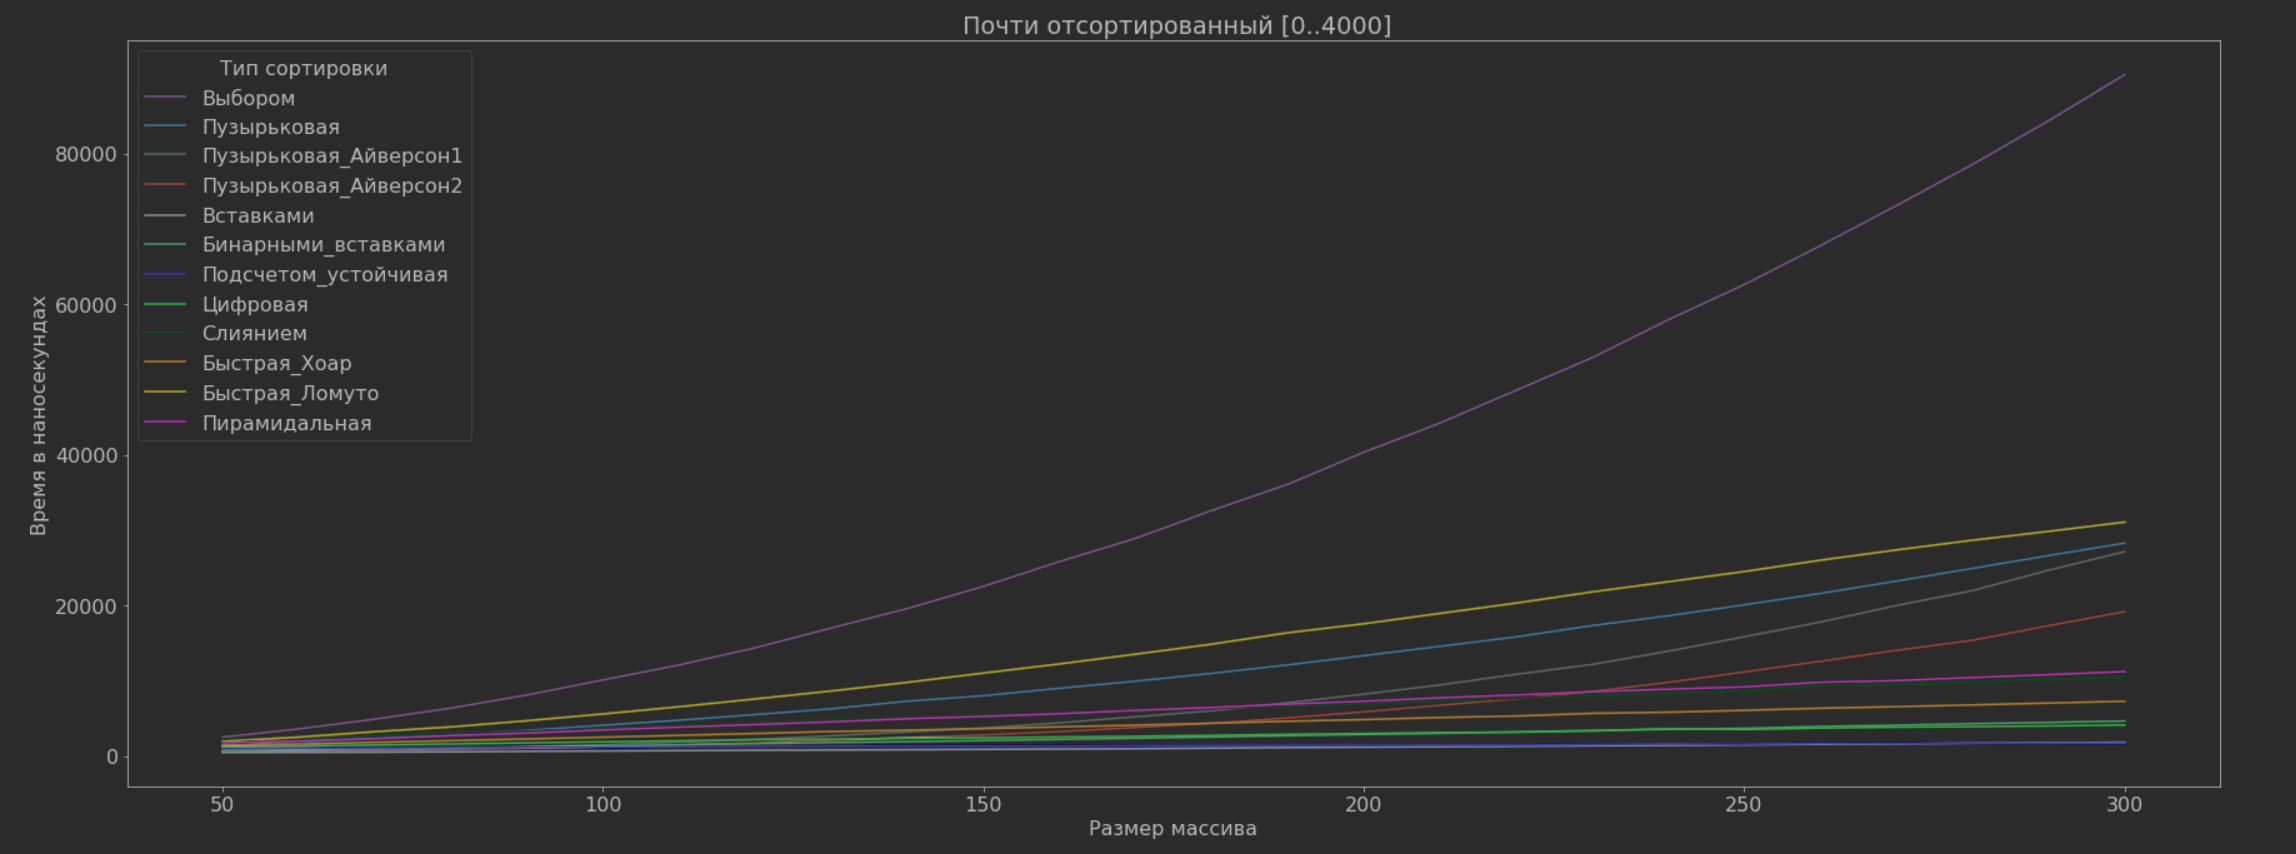 Почти отсортированный [0..4000]
Тип сортировки
Выбором
Пузырьковая
Пузырьковая_Айверсон1
Пузырьковая_Айверсон2
Вставками
Бинарными_вставками
Подсчетом_устойчивая
Цифровая
Слиянием
Быстрая_Хоар
Быстрая_Ломуто
Пирамидальная
Время в наносекундах
80000
60000
40000
20000
0
50 100 150 200 250 300
Размер массива